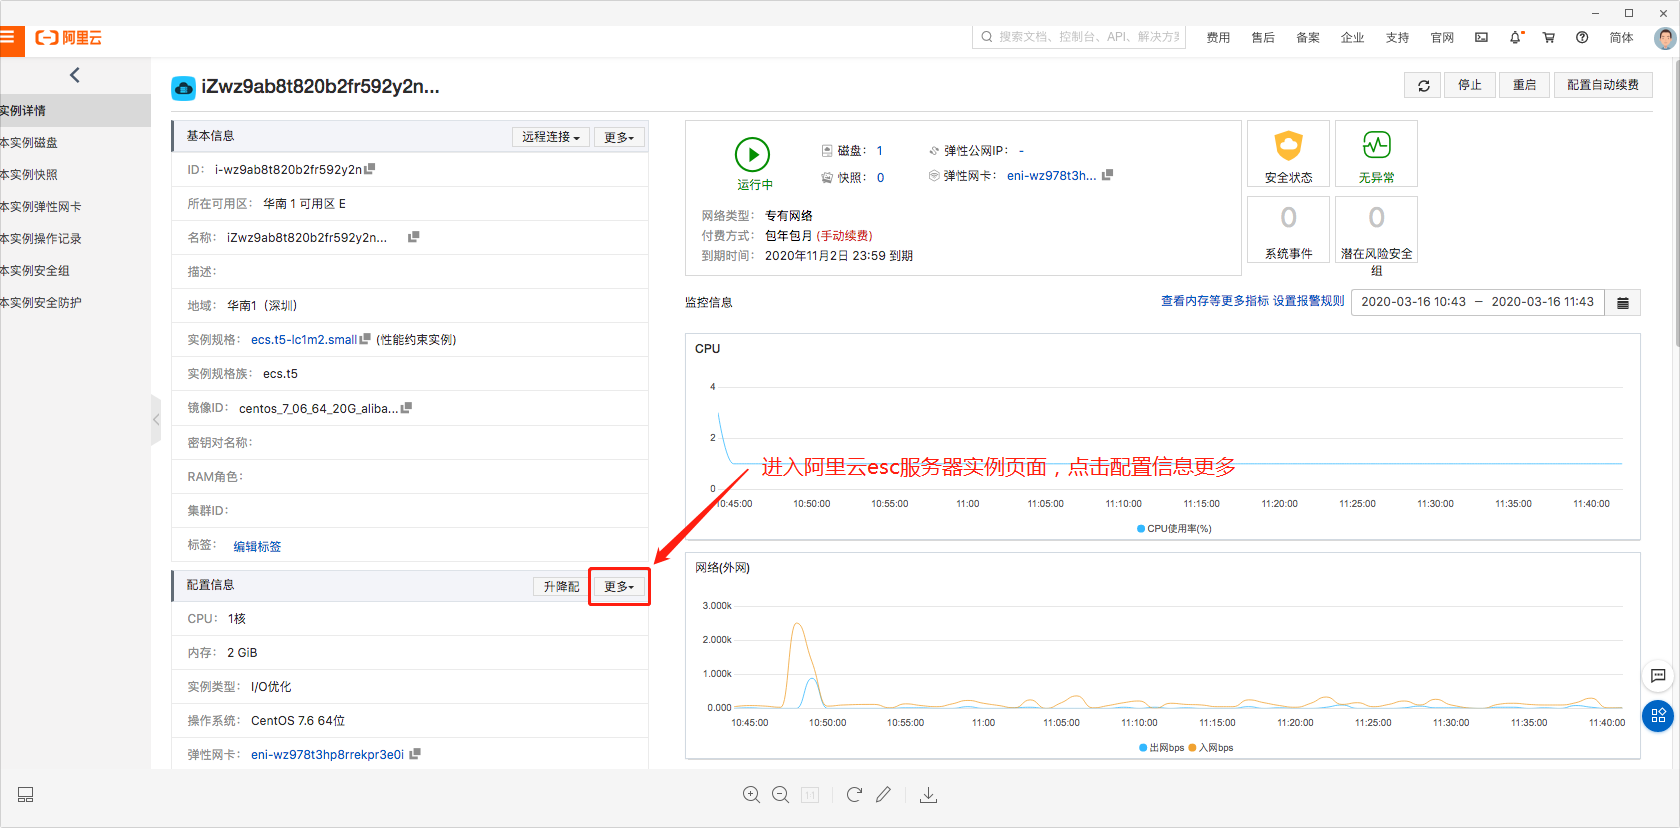 阿里云
搜索文档、控制台、API、解决方
费用 售后 备案 企业 支持 官网 简体
iZwz9ab8t820b2fr592y2n...
停止 重启 配置自动续费
实例详情
本实例磁盘
本实例快照
本实例弹性网卡
本实例操作记录
本实例安全组
本实例安全防护
基本信息 远程连接 更多
ID： i-wz9ab8t820b2fr592y2n
所在可用区： 华南 1 可用区 E
名称： iZwz9ab8t820b2fr592y2n...
描述：
地域： 华南1（深圳）
实例规格： ecs.t5-lc1m2.small (性能约束实例)
实例规格族： ecs.t5
镜像ID： centos_7_06_64_20G_aliba...
密钥对名称：
RAM角色：
集群ID：
标签： 编辑标签
配置信息 升降配 更多
CPU： 1核
内存： 2 GiB
实例类型： I/O优化
操作系统： CentOS 7.6 64位
弹性网卡： eni-wz978t3hp8rrekpr3e0i
运行中
磁盘： 1
弹性公网IP： -
快照： 0
弹性网卡： eni-wz978t3h...
网络类型： 专有网络
付费方式： 包年包月 (手动续费)
到期时间： 2020年11月2日 23:59 到期
安全状态
无异常
0
系统事件
0
潜在风险安全
组
监控信息 查看内存等更多指标 设置报警规则 2020-03-16 10:43 － 2020-03-16 11:43
CPU
4
2
0
进入阿里云esc服务器实例页面，点击配置信息更多
10:45:00 10:50:00 10:55:00 11:00 11:05:00 11:10:00 11:15:00 11:20:00 11:25:00 11:30:00 11:35:00 11:40:00
CPU使用率(%)
网络(外网)
3.000k
2.000k
1.000k
0.000
10:45:00 10:50:00 10:55:00 11:00 11:05:00 11:10:00 11:15:00 11:20:00 11:25:00 11:30:00 11:35:00 11:40:00
出网bps 入网bps
1:1